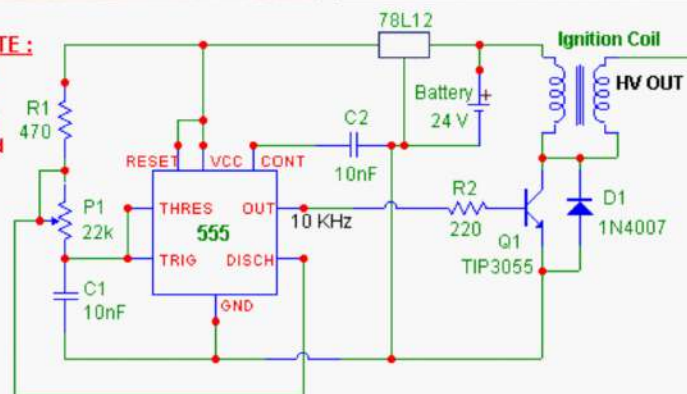 78L12
TE :
Ignition Coil
HV OUT
Battery
+
24 V
R1
470
C2
10nF
RESET
VCC
CONT
P1
22k
THRES
OUT
10 KHz
R2
220
D1
1N4007
555
Q1
TIP3055
TRIG
DISCH
C1
10nF
GND